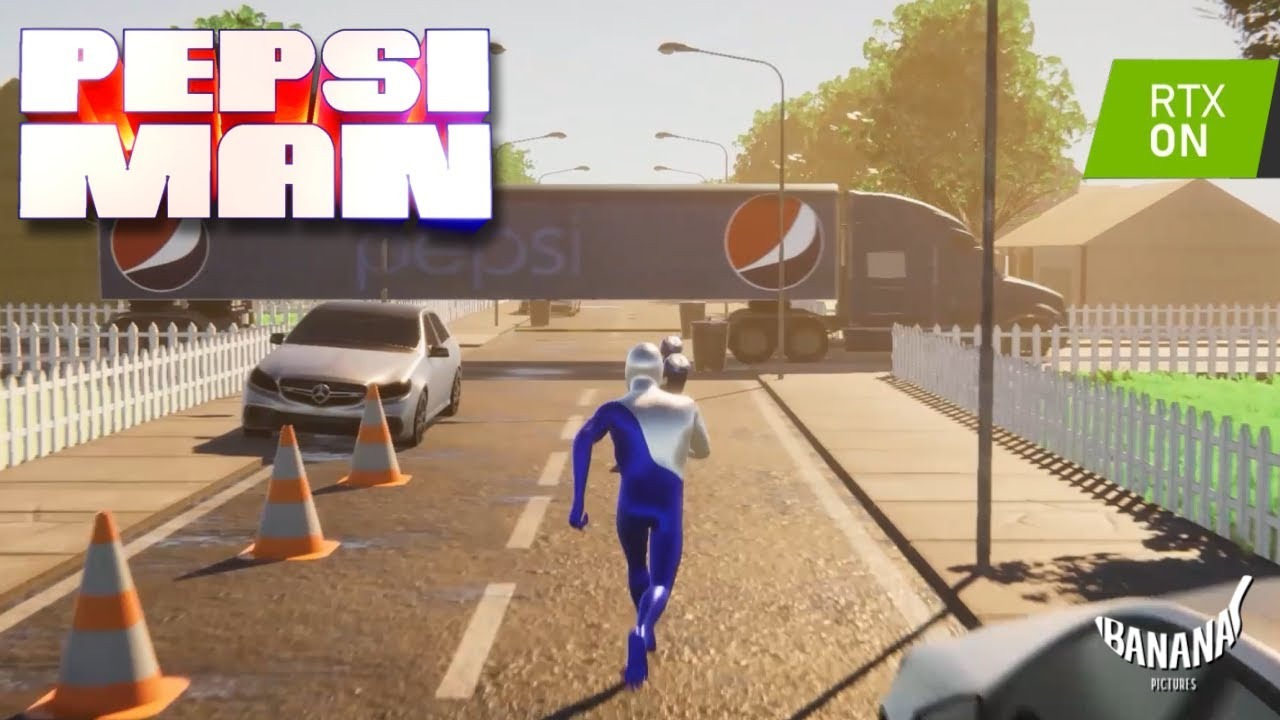 PEPSI
MAN
RTX
ON
pepsi
BANANA
PICTURES